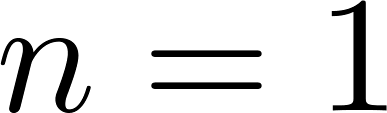 n = 1